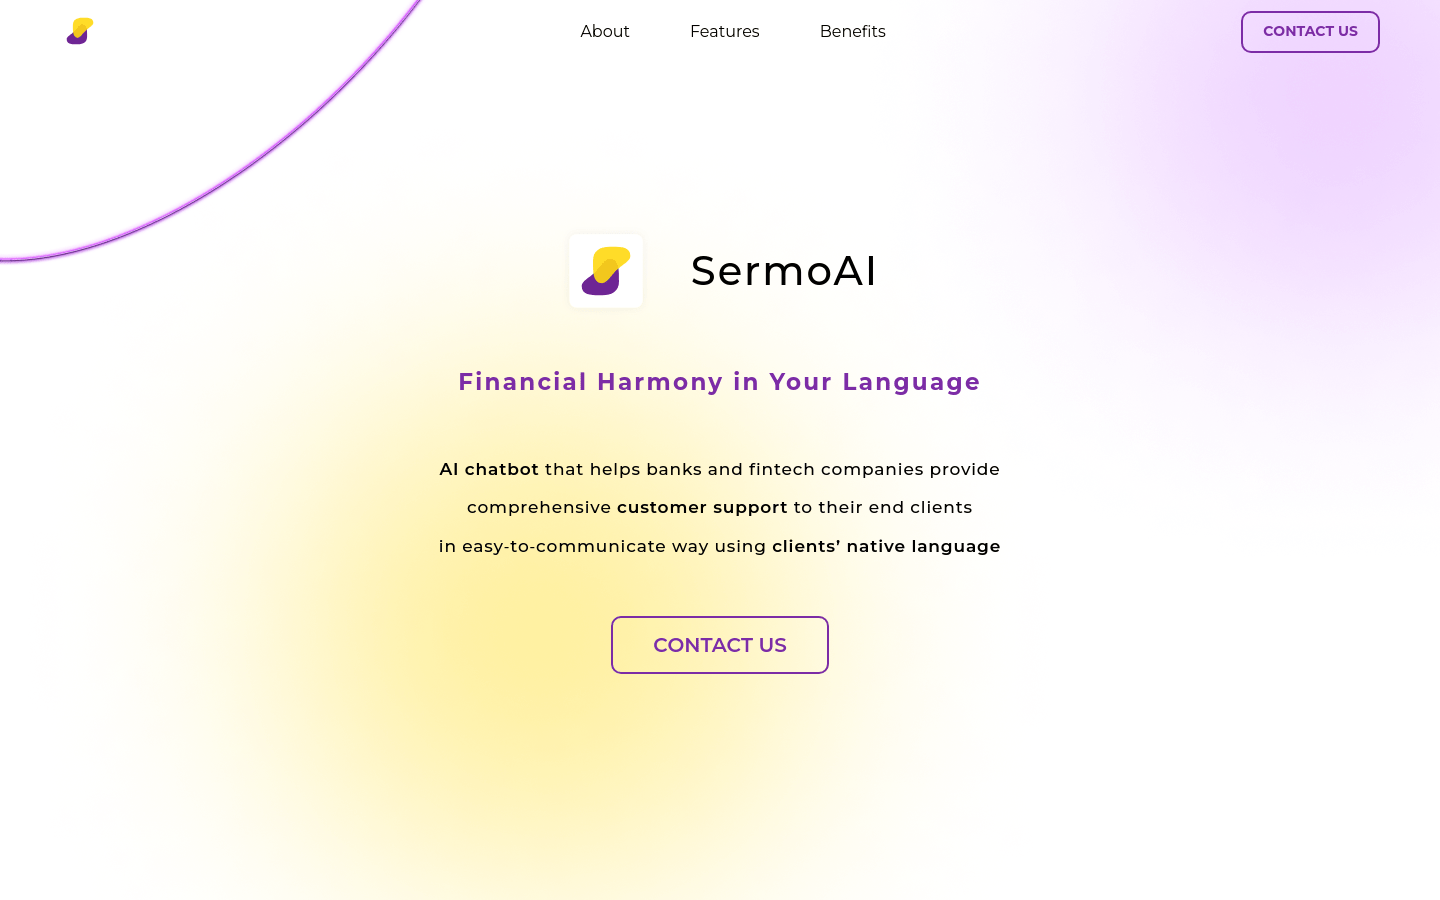 About
Features
Benefits
CONTACT US
SermoAI
Financial Harmony in Your Language
AI chatbot that helps banks and fintech companies provide
comprehensive customer support to their end clients
in easy-to-communicate way using clients’ native language
CONTACT US